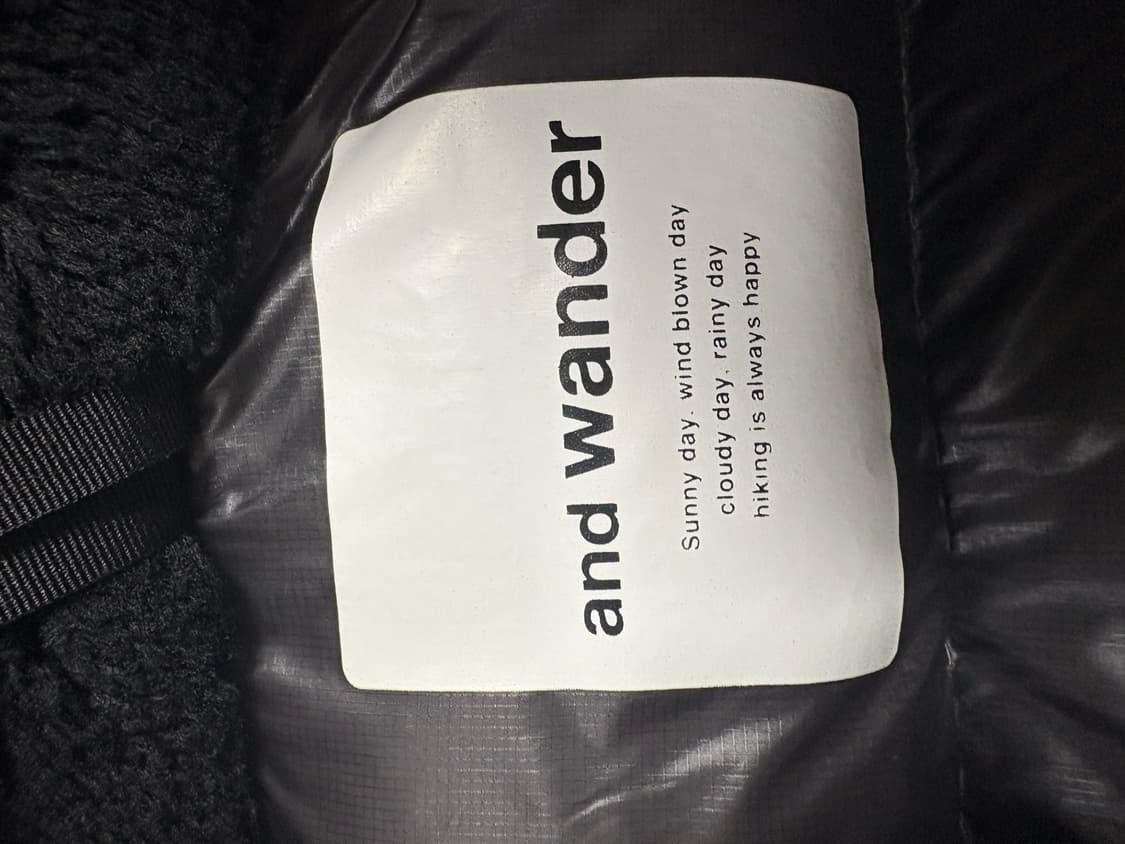 and wander
Sunny day. wind blown day
cloudy day. rainy day
hiking is always happy